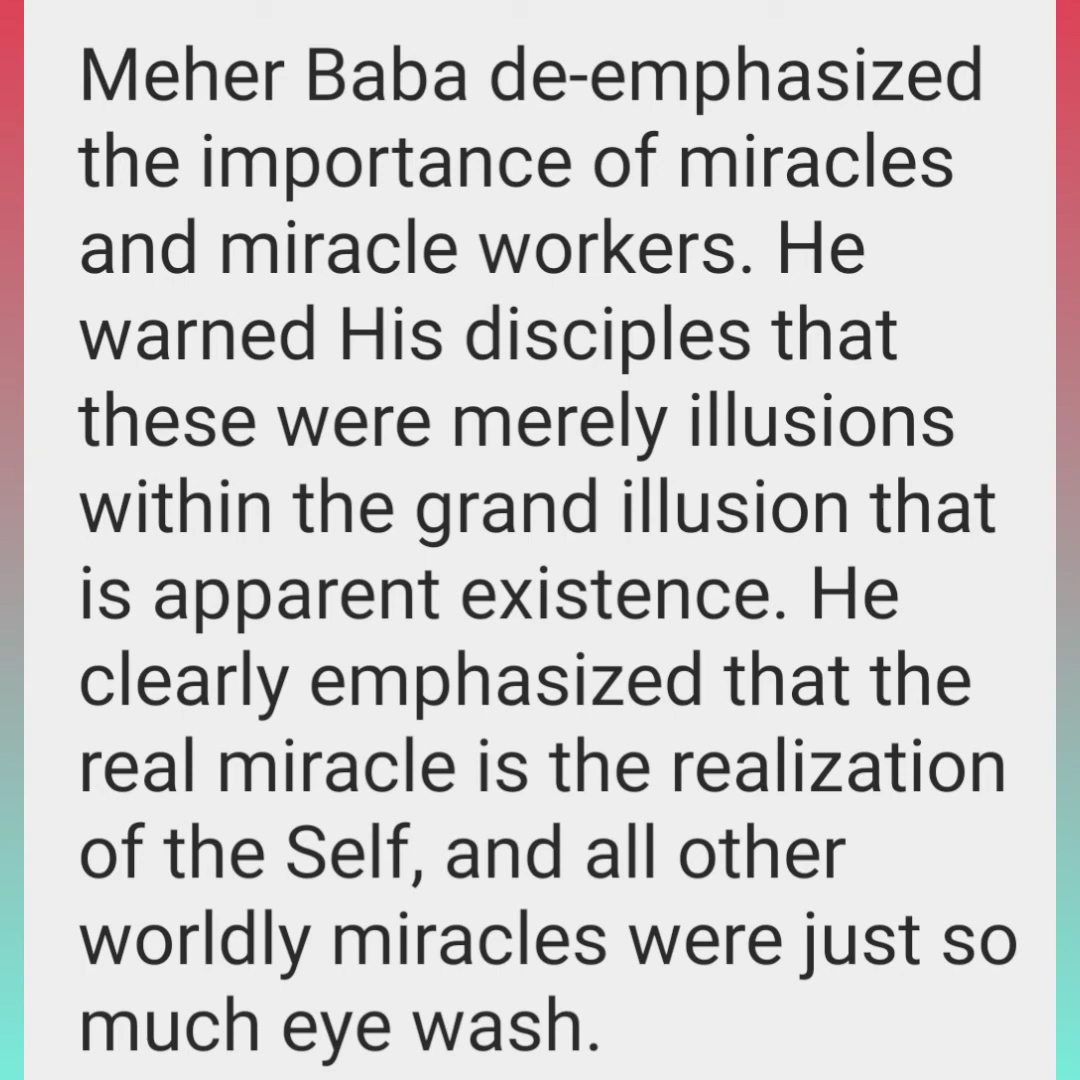 Meher Baba de-emphasized
the importance of miracles
and miracle workers. He
warned His disciples that
these were merely illusions
within the grand illusion that
is apparent existence. He
clearly emphasized that the
real miracle is the realization
of the Self, and all other
worldly miracles were just so
much eye wash.